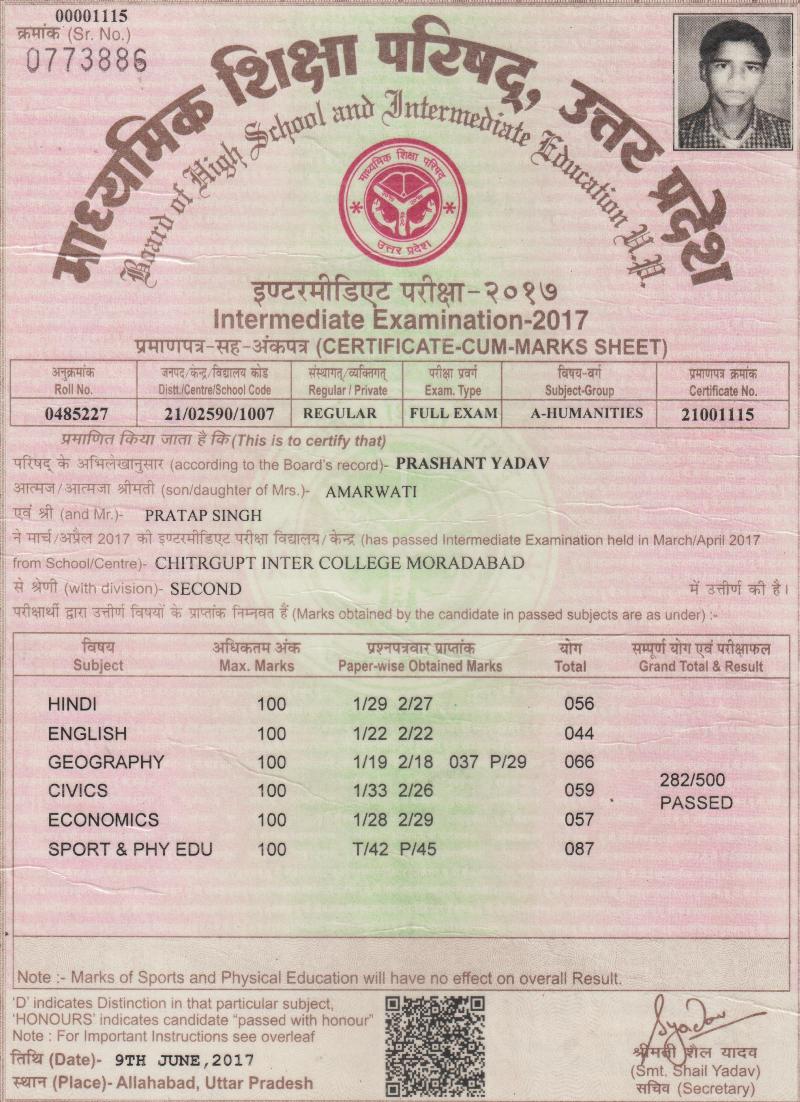 00001115
क्रमांक (Sr. No.)
0773886
माध्यमिक शिक्षा परिषद्, उत्तर प्रदेश
Board of High School and Intermediate Education U.P.
माध्यमिक शिक्षा परिषद्
उत्तर प्रदेश
इण्टरमीडिएट परीक्षा-२०१७
Intermediate Examination-2017
प्रमाणपत्र-सह-अंकपत्र (CERTIFICATE-CUM-MARKS SHEET)
अनुक्रमांक जनपद/केन्द्र/विद्यालय कोड संस्थागत/व्यक्तिगत परीक्षा प्रवर्ग विषय-वर्ग प्रमाणपत्र क्रमांक
Roll No. Distt./Centre/School Code Regular / Private Exam. Type Subject-Group Certificate No.
0485227 21/02590/1007 REGULAR FULL EXAM A-HUMANITIES 21001115
प्रमाणित किया जाता है कि (This is to certify that)
परिषद् के अभिलेखानुसार (according to the Board's record)- PRASHANT YADAV
आत्मज/आत्मजा श्रीमती (son/daughter of Mrs.)- AMARWATI
एवं श्री (and Mr.)- PRATAP SINGH
ने मार्च/अप्रैल 2017 को इण्टरमीडिएट परीक्षा विद्यालय/केन्द्र (has passed Intermediate Examination held in March/April 2017
from School/Centre)- CHITRGUPT INTER COLLEGE MORADABAD
से श्रेणी (with division)- SECOND में उत्तीर्ण की है।
परीक्षार्थी द्वारा उत्तीर्ण विषयों के प्राप्तांक निम्नवत हैं (Marks obtained by the candidate in passed subjects are as under) :-
विषय अधिकतम अंक प्रश्नपत्रवार प्राप्तांक योग सम्पूर्ण योग एवं परीक्षाफल
Subject Max. Marks Paper-wise Obtained Marks Total Grand Total & Result
HINDI 100 1/29 2/27 056
ENGLISH 100 1/22 2/22 044
GEOGRAPHY 100 1/19 2/18 037 P/29 066
282/500
CIVICS 100 1/33 2/26 059
PASSED
ECONOMICS 100 1/28 2/29 057
SPORT & PHY EDU 100 T/42 P/45 087
Note :- Marks of Sports and Physical Education will have no effect on overall Result.
'D' indicates Distinction in that particular subject,
'HONOURS' indicates candidate "passed with honour"
Note : For Important Instructions see overleaf
तिथि (Date)- 9TH JUNE,2017
स्थान (Place)- Allahabad, Uttar Pradesh
Syadav
श्रीमती शैल यादव
(Smt. Shail Yadav)
सचिव (Secretary)